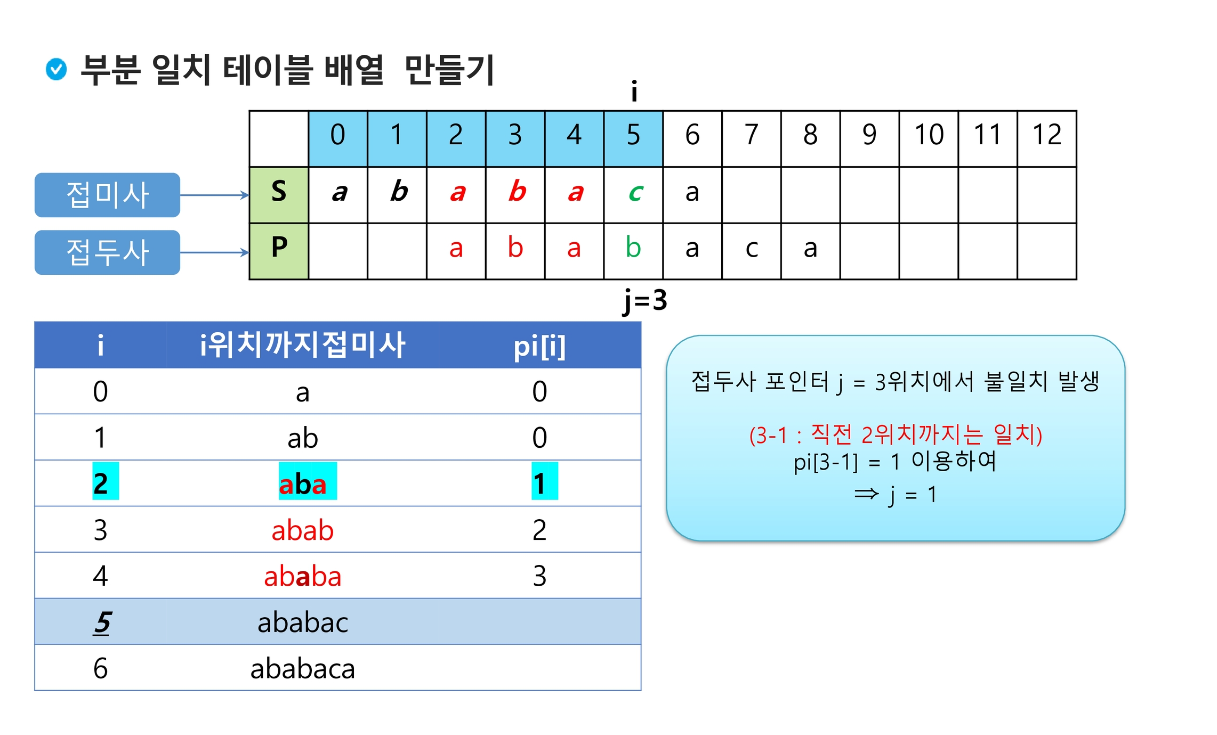 부분 일치 테이블 배열 만들기
i
0 1 2 3 4 5 6 7 8 9 10 11 12
접미사 S a b a b a c a
접두사 P a b a b a c a
j=3
i i위치까지접미사 pi[i]
0 a 0
1 ab 0
2 aba 1
3 abab 2
4 ababa 3
5 ababac
6 ababaca
접두사 포인터 j = 3위치에서 불일치 발생
(3-1 : 직전 2위치까지는 일치)
pi[3-1] = 1 이용하여
⇒ j = 1